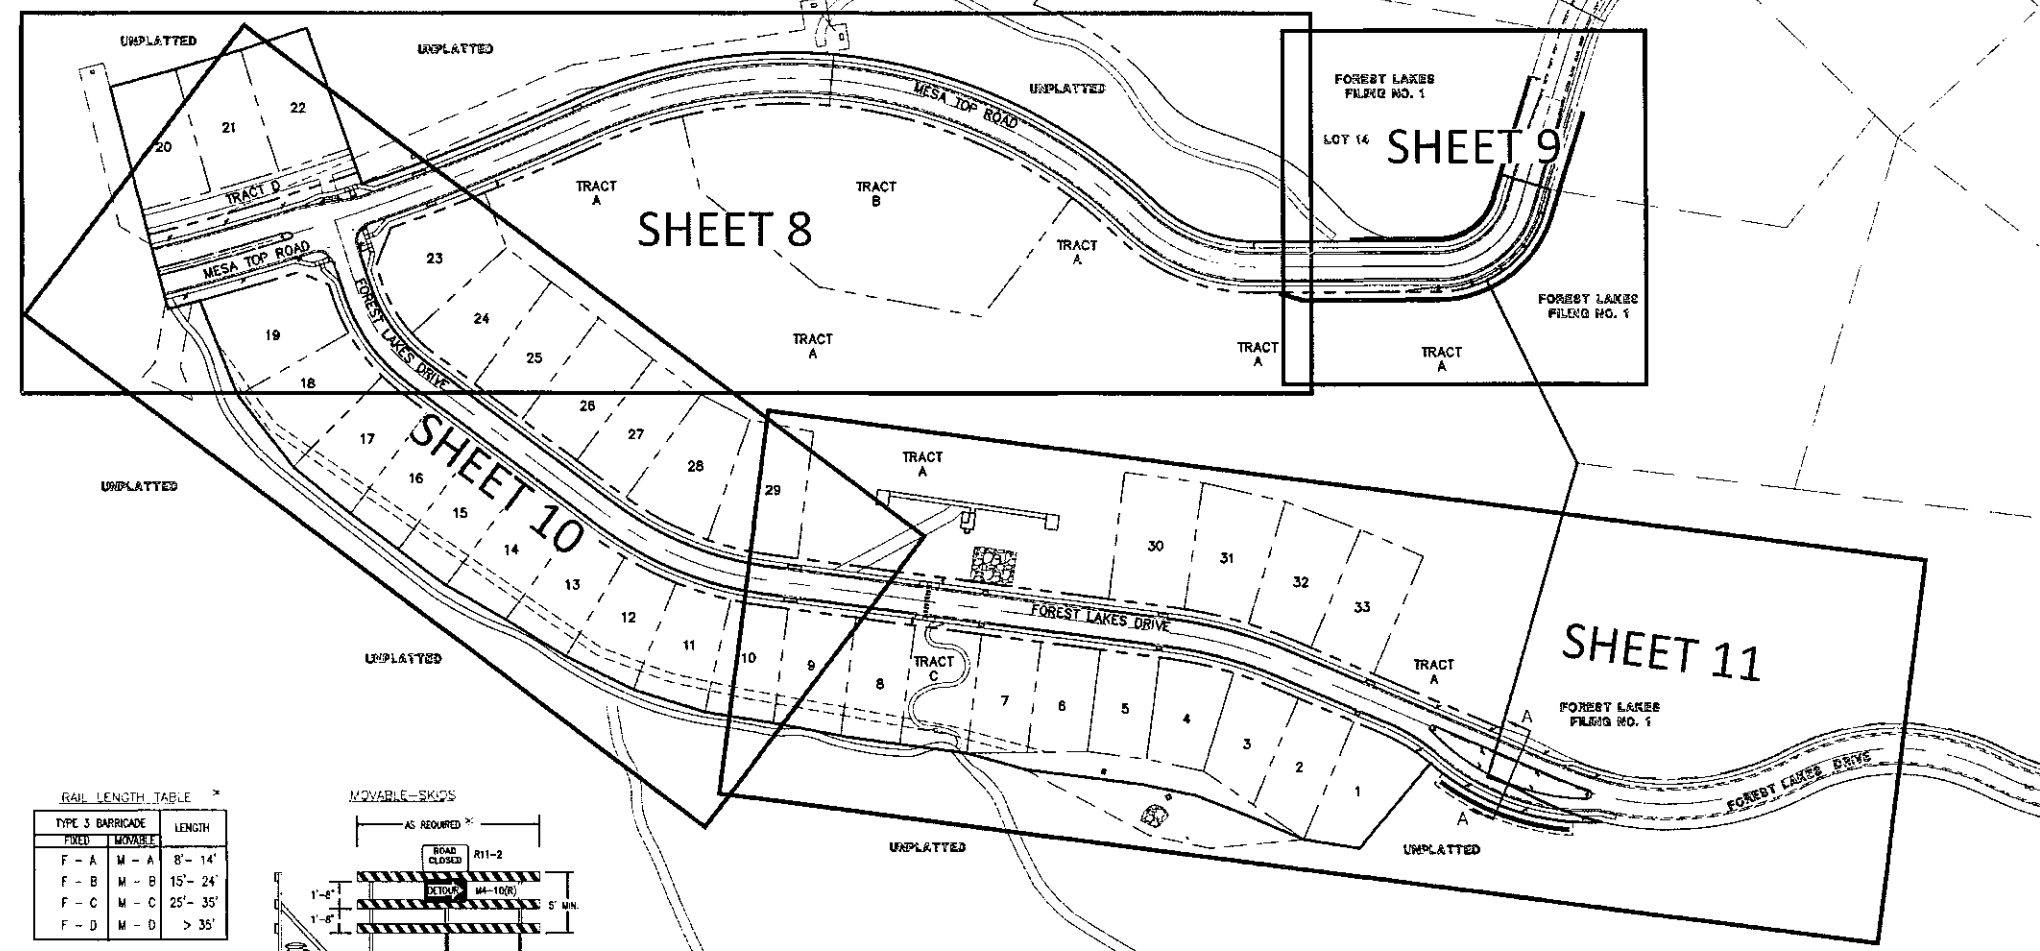 UNPLATTED
UNPLATTED
UNPLATTED
FOREST LAKES
FILING NO. 1
LOT 14
SHEET 9
MESA TOP ROAD
20
21
22
TRACT D
MESA TOP ROAD
TRACT
A
TRACT
B
SHEET 8
TRACT
A
TRACT
A
TRACT
A
TRACT
A
FOREST LAKES
FILING NO. 1
FOREST LAKES DRIVE
23
24
25
26
27
28
29
19
18
17
16
15
14
13
12
11
10
9
8
SHEET 10
UNPLATTED
UNPLATTED
TRACT
A
30
31
32
33
FOREST LAKES DRIVE
TRACT
C
7
6
5
4
3
2
1
TRACT
A
SHEET 11
FOREST LAKES
FILING NO. 1
A
A
FOREST LAKES DRIVE
UNPLATTED
UNPLATTED
RAIL LENGTH TABLE *
TYPE 3 BARRICADE LENGTH
FIXED MOVABLE
F - A M - A 8'- 14'
F - B M - B 15'- 24'
F - C M - C 25'- 35'
F - D M - D > 35'
MOVABLE-SKIDS
AS REQUIRED *
ROAD
CLOSED
R11-2
DETOUR
M4-10(R)
1'-8"
1'-8"
5' MIN.